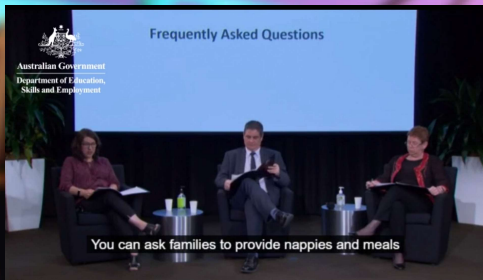 Frequently Asked Questions
Australian Government
Department of Education,
Skills and Employment
You can ask families to provide nappies and meals